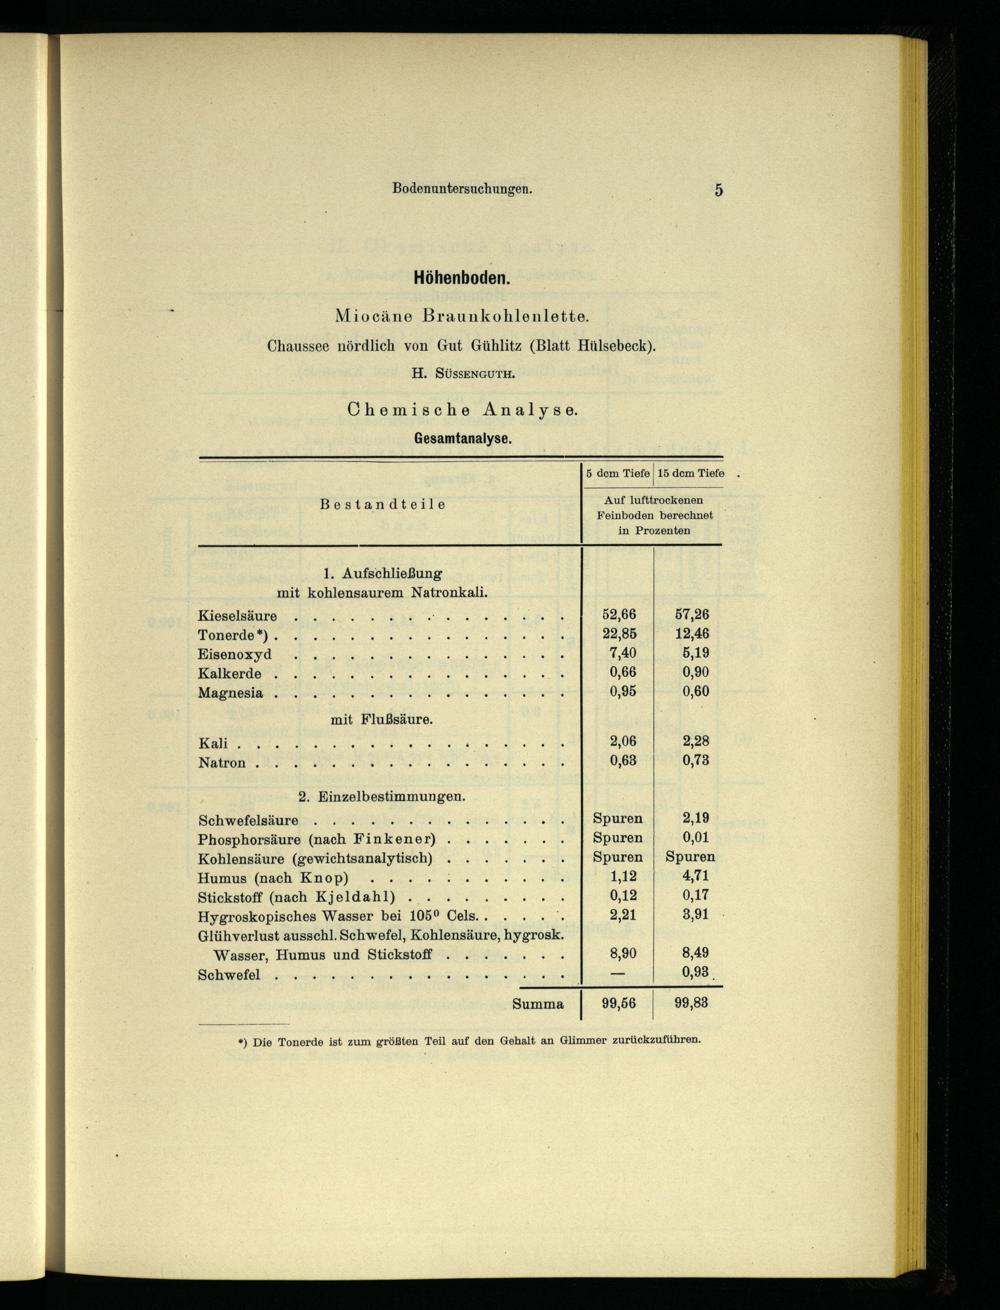 Bodenuntersuchungen. 5
Höhenboden.
Miocäne Braunkohlenlette.
Chaussee nördlich von Gut Gühlitz (Blatt Hülsebeck).
H. Süssenguth.
Chemische Analyse.
Gesamtanalyse.
Bestandteile
5 dcm Tiefe 15 dcm Tiefe
Auf lufttrockenen
Feinboden berechnet
in Prozenten
1. Aufschließung
mit kohlensaurem Natronkali.
Kieselsäure . . . . . . . . . . . . . . . 52,66 57,26
Tonerde*) . . . . . . . . . . . . . . . . 22,85 12,46
Eisenoxyd . . . . . . . . . . . . . . . 7,40 5,19
Kalkerde . . . . . . . . . . . . . . . . 0,66 0,90
Magnesia . . . . . . . . . . . . . . . . 0,95 0,60
mit Flußsäure.
Kali . . . . . . . . . . . . . . . . . . 2,06 2,28
Natron . . . . . . . . . . . . . . . . . 0,63 0,73
2. Einzelbestimmungen.
Schwefelsäure . . . . . . . . . . . . . . Spuren 2,19
Phosphorsäure (nach Finkener) . . . . . . . Spuren 0,01
Kohlensäure (gewichtsanalytisch) . . . . . . . Spuren Spuren
Humus (nach Knop) . . . . . . . . . . . 1,12 4,71
Stickstoff (nach Kjeldahl) . . . . . . . . . 0,12 0,17
Hygroskopisches Wasser bei 105⁰ Cels. . . . . . 2,21 3,91
Glühverlust ausschl. Schwefel, Kohlensäure, hygrosk.
Wasser, Humus und Stickstoff . . . . . . . 8,90 8,49
Schwefel . . . . . . . . . . . . . . . . — 0,93
Summa 99,56 99,83
*) Die Tonerde ist zum größten Teil auf den Gehalt an Glimmer zurückzuführen.